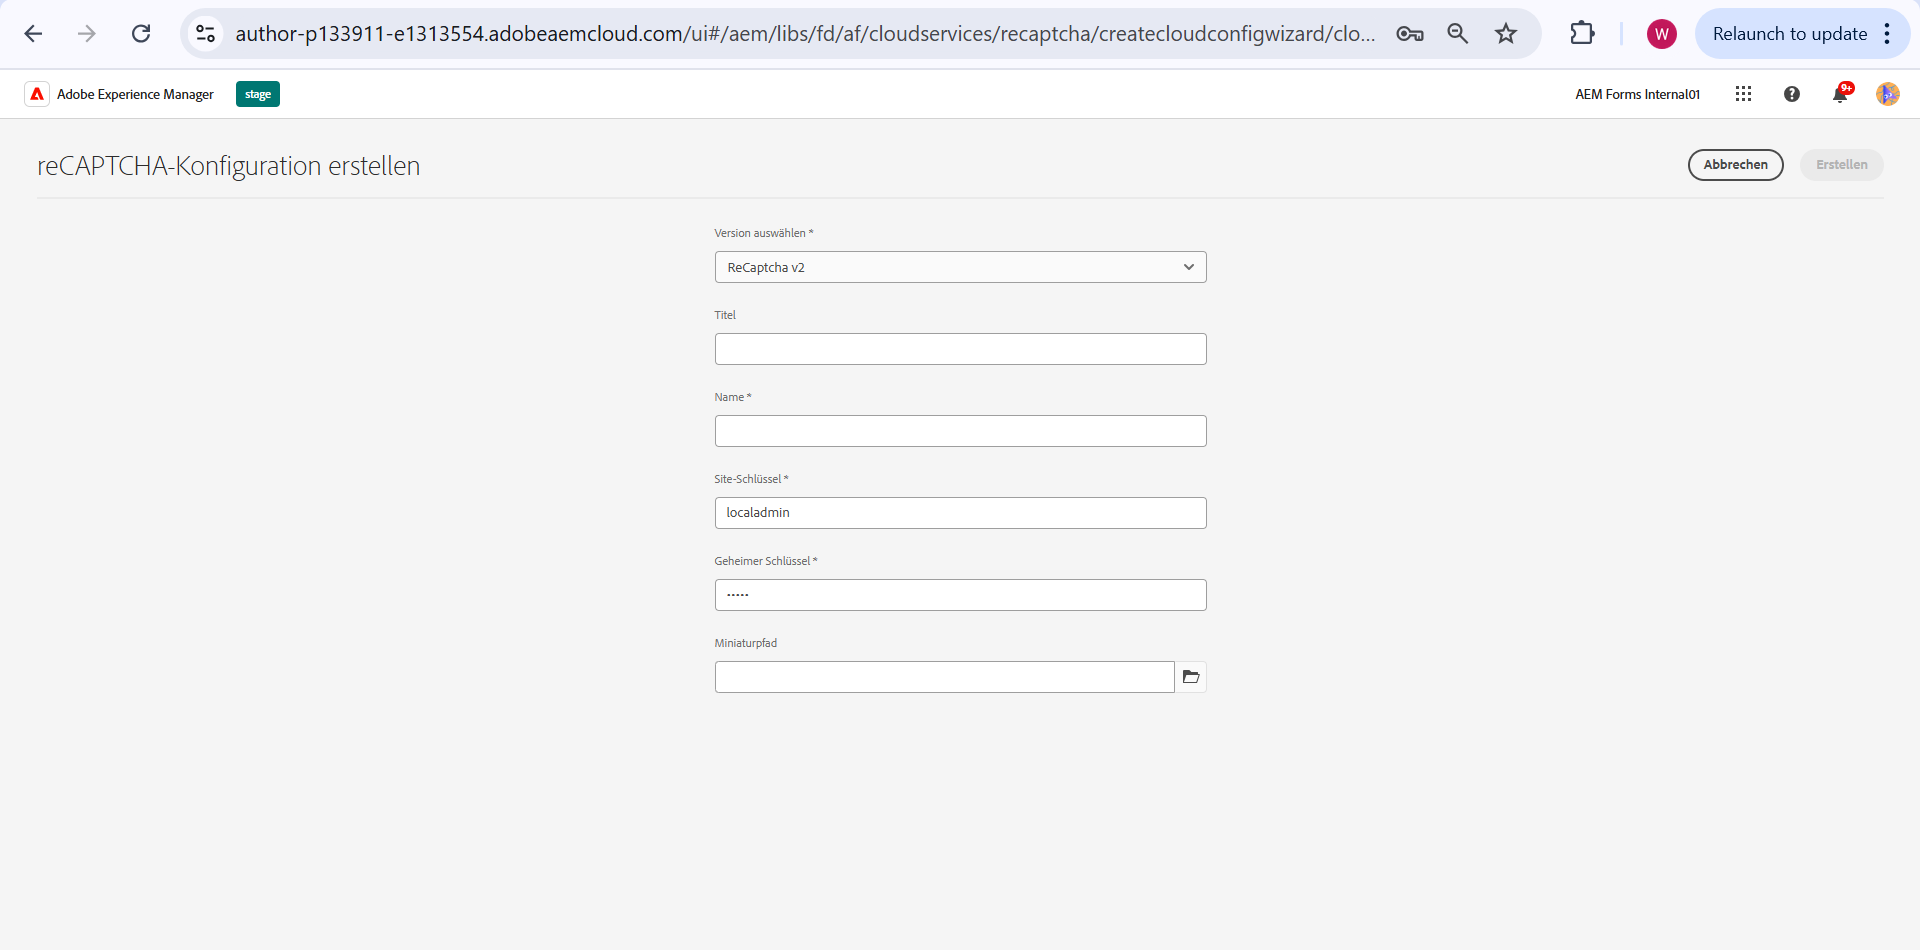 author-p133911-e1313554.adobeaemcloud.com/ui#/aem/libs/fd/af/cloudservices/recaptcha/createcloudconfigwizard/clo...
W
Relaunch to update
Adobe Experience Manager
stage
AEM Forms Internal01
9+
reCAPTCHA-Konfiguration erstellen
Abbrechen
Erstellen
Version auswählen *
ReCaptcha v2
Titel
Name *
Site-Schlüssel *
localadmin
Geheimer Schlüssel *
•••••
Miniaturpfad